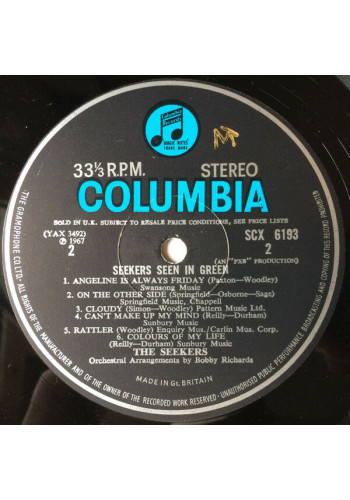 Columbia
MAGIC NOTES
TRADE MARK
33⅓ R.P.M. STEREO
COLUMBIA
SOLD IN U.K. SUBJECT TO RESALE PRICE CONDITIONS, SEE PRICE LISTS
(YAX 3492) SCX 6193
℗ 1967
2 2
(AN "FXB" PRODUCTION)
SEEKERS SEEN IN GREEN
1. ANGELINE IS ALWAYS FRIDAY (Paxton—Woodley)
Swansong Music
2. ON THE OTHER SIDE (Springfield—Osborne—Sage)
Springfield Music, Chappell
3. CLOUDY (Simon—Woodley) Pattern Music Ltd.
4. CAN'T MAKE UP MY MIND (Reilly—Durham)
Sunbury Music
5. RATTLER (Woodley) Enquiry Mus./Carlin Mus. Corp.
6. COLOURS OF MY LIFE
(Reilly—Durham) Sunbury Music
THE SEEKERS
Orchestral Arrangements by Bobby Richards
MADE IN Gt. BRITAIN
THE GRAMOPHONE CO LTD· ALL RIGHTS OF THE MANUFACTURER AND OF THE OWNER OF THE RECORDED WORK RESERVED· UNAUTHORISED PUBLIC PERFORMANCE BROADCASTING AND COPYING OF THIS RECORD PROHIBITED